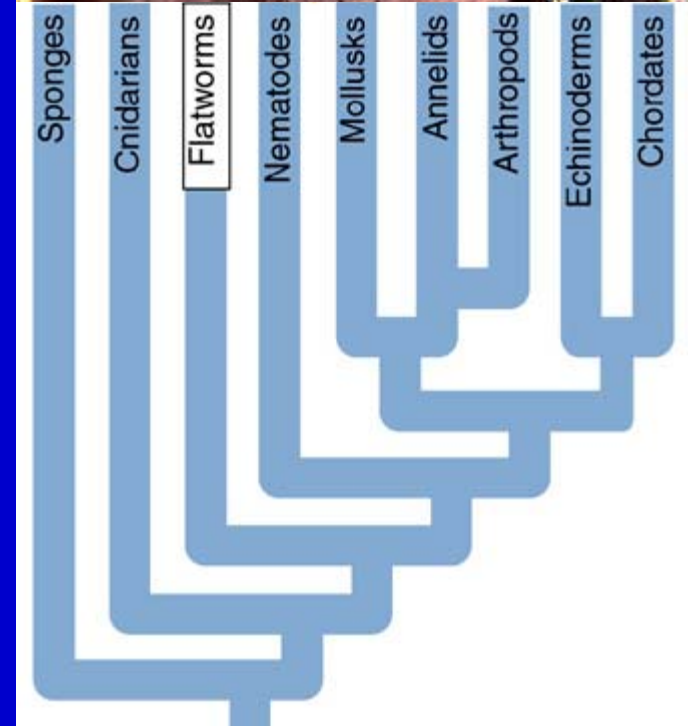 Sponges
Cnidarians
Flatworms
Nematodes
Mollusks
Annelids
Arthropods
Echinoderms
Chordates